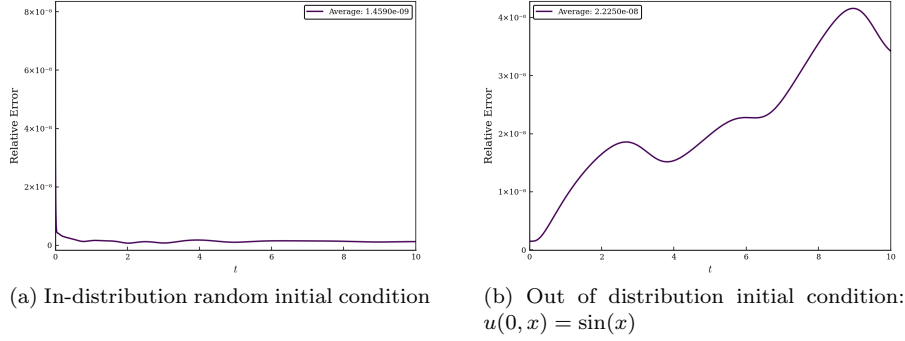 Average: 1.4590e-09
Relative Error
8×10⁻⁸
6×10⁻⁸
4×10⁻⁸
2×10⁻⁸
0
0 2 4 6 8 10
t
(a) In-distribution random initial condition
Average: 2.2250e-08
Relative Error
4×10⁻⁸
3×10⁻⁸
2×10⁻⁸
1×10⁻⁸
0
0 2 4 6 8 10
t
(b) Out of distribution initial condition:
u(0, x) = sin(x)